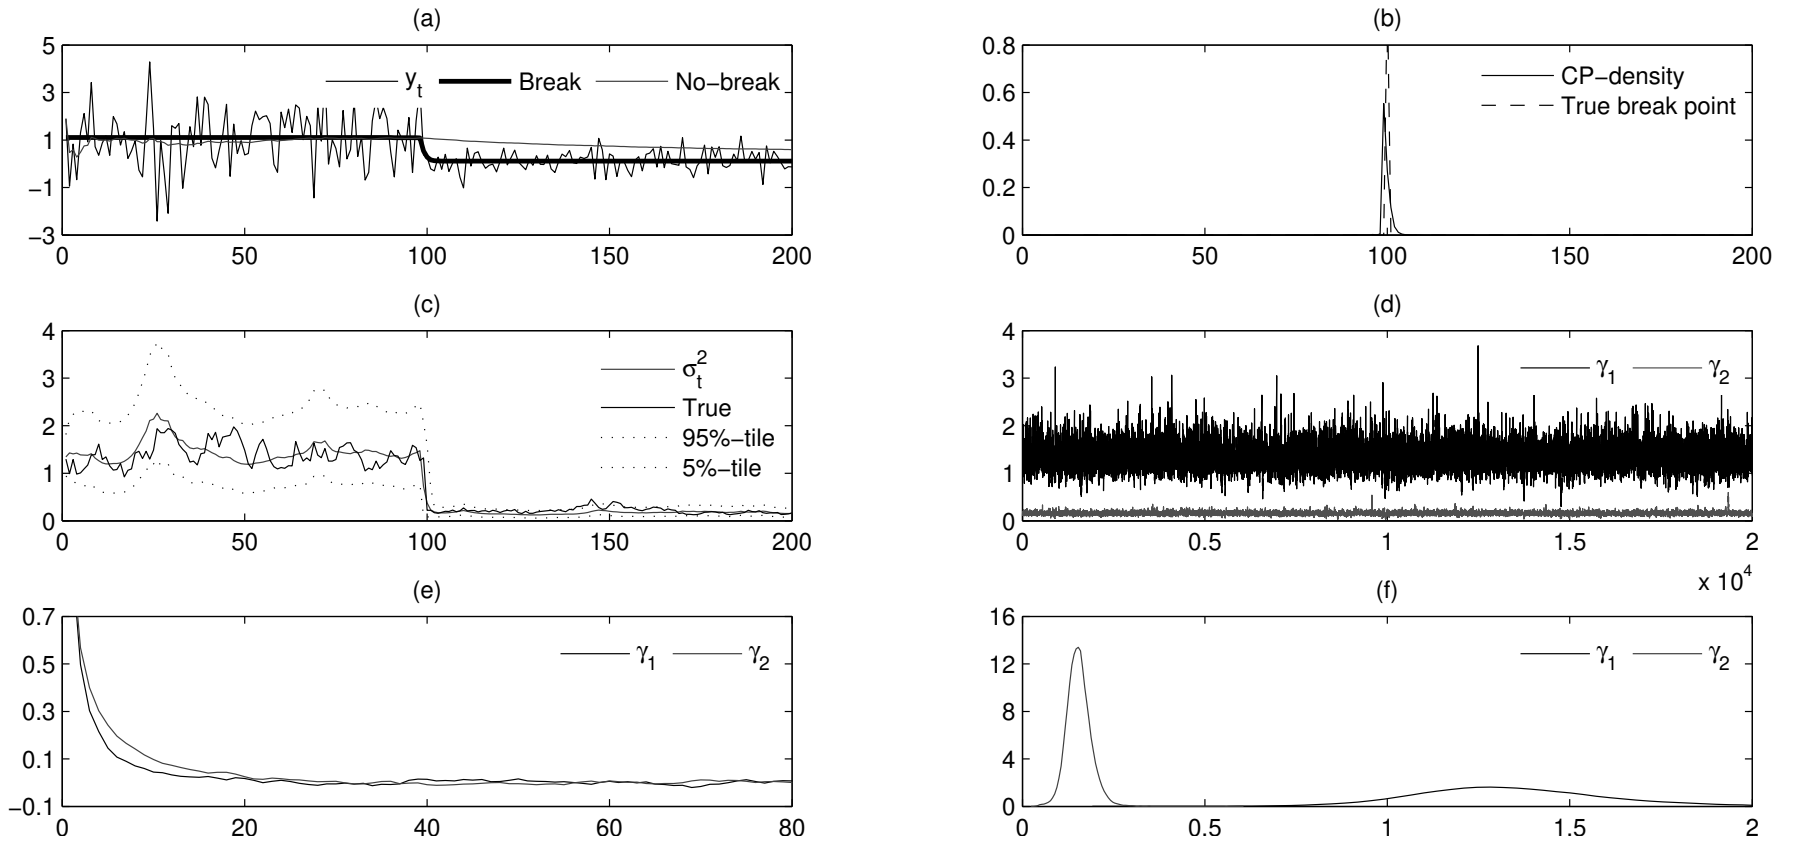 (a)
5
3
1
−1
−3
0
50
100
150
200
y_t
Break
No−break
(b)
0.8
0.6
0.4
0.2
0
0
50
100
150
200
CP−density
True break point
(c)
4
3
2
1
0
0
50
100
150
200
σ_t^2
True
95%−tile
5%−tile
(d)
4
3
2
1
0
0
0.5
1
1.5
2
x 10^4
γ_1
γ_2
(e)
0.7
0.5
0.3
0.1
−0.1
0
20
40
60
80
γ_1
γ_2
(f)
16
12
8
4
0
0
0.5
1
1.5
2
γ_1
γ_2